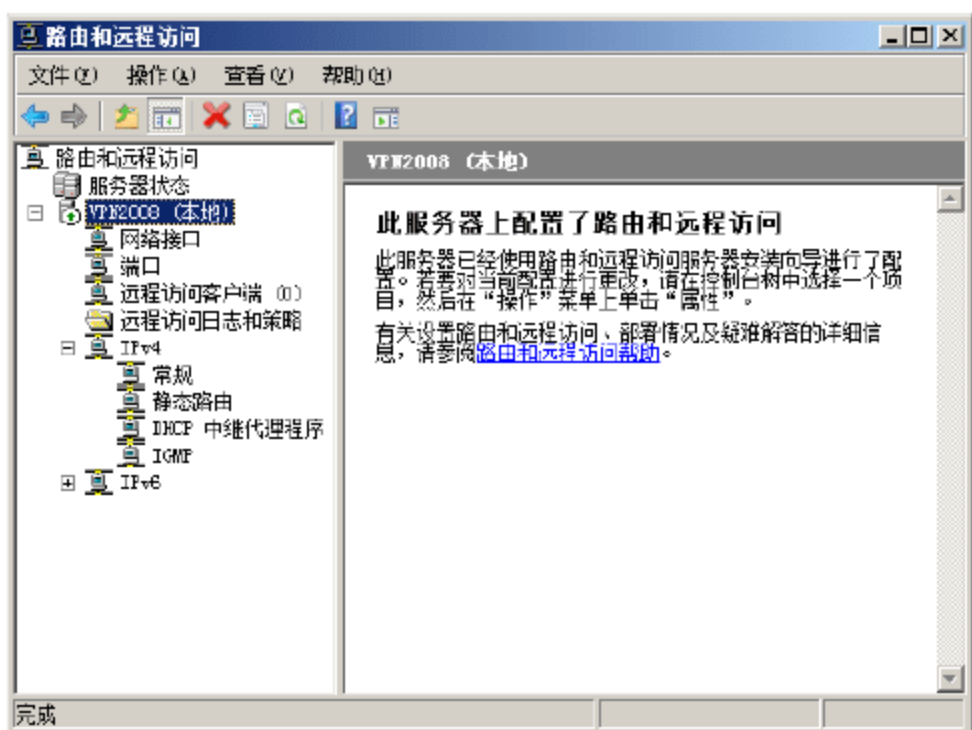 路由和远程访问
文件(F) 操作(A) 查看(V) 帮助(H)
路由和远程访问
服务器状态
VPN2008 (本地)
网络接口
端口
远程访问客户端 (0)
远程访问日志和策略
IPv4
常规
静态路由
DHCP 中继代理程序
IGMP
IPv6
VPN2008 (本地)
此服务器上配置了路由和远程访问
此服务器已经使用路由和远程访问服务器安装向导进行了配
置。若要对当前配置进行更改，请在控制台树中选择一个项
目，然后在“操作”菜单上单击“属性”。
有关设置路由和远程访问、部署情况及疑难解答的详细信
息，请参阅路由和远程访问帮助。
完成